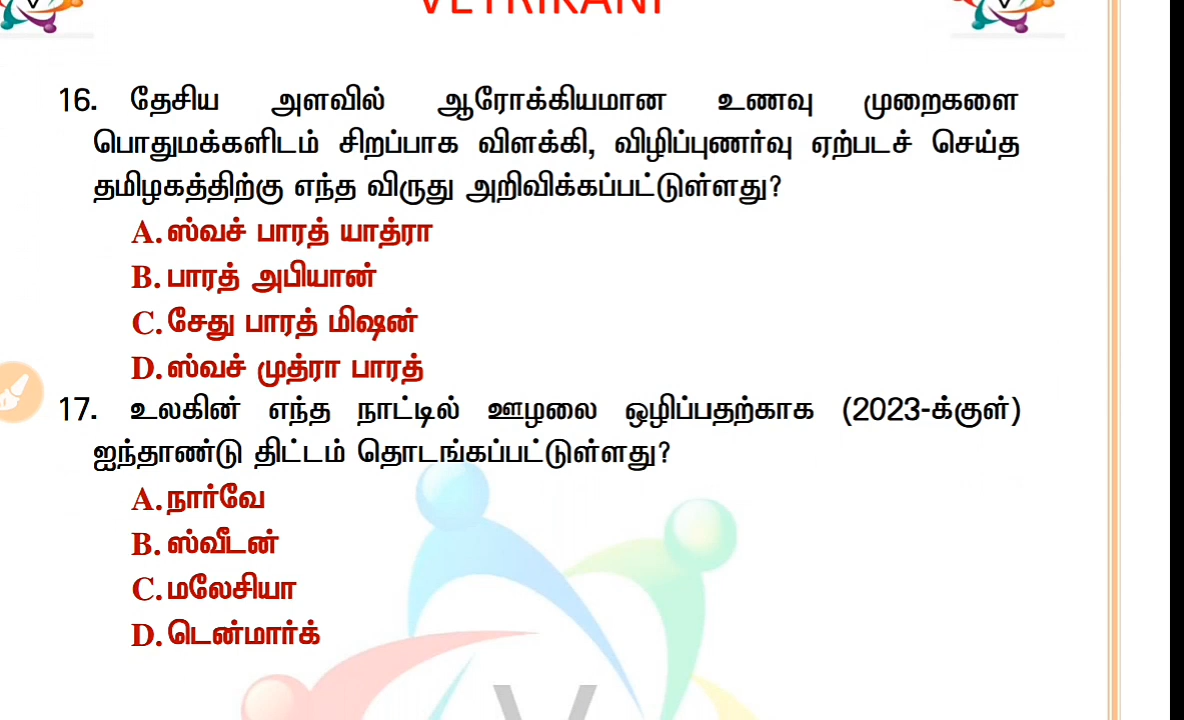 VETRIKANI
16. தேசிய அளவில் ஆரோக்கியமான உணவு முறைகளை
பொதுமக்களிடம் சிறப்பாக விளக்கி, விழிப்புணர்வு ஏற்படச் செய்த
தமிழகத்திற்கு எந்த விருது அறிவிக்கப்பட்டுள்ளது?
A. ஸ்வச் பாரத் யாத்ரா
B. பாரத் அபியான்
C. சேது பாரத் மிஷன்
D. ஸ்வச் முத்ரா பாரத்
17. உலகின் எந்த நாட்டில் ஊழலை ஒழிப்பதற்காக (2023-க்குள்)
ஐந்தாண்டு திட்டம் தொடங்கப்பட்டுள்ளது?
A. நார்வே
B. ஸ்வீடன்
C. மலேசியா
D. டென்மார்க்
V